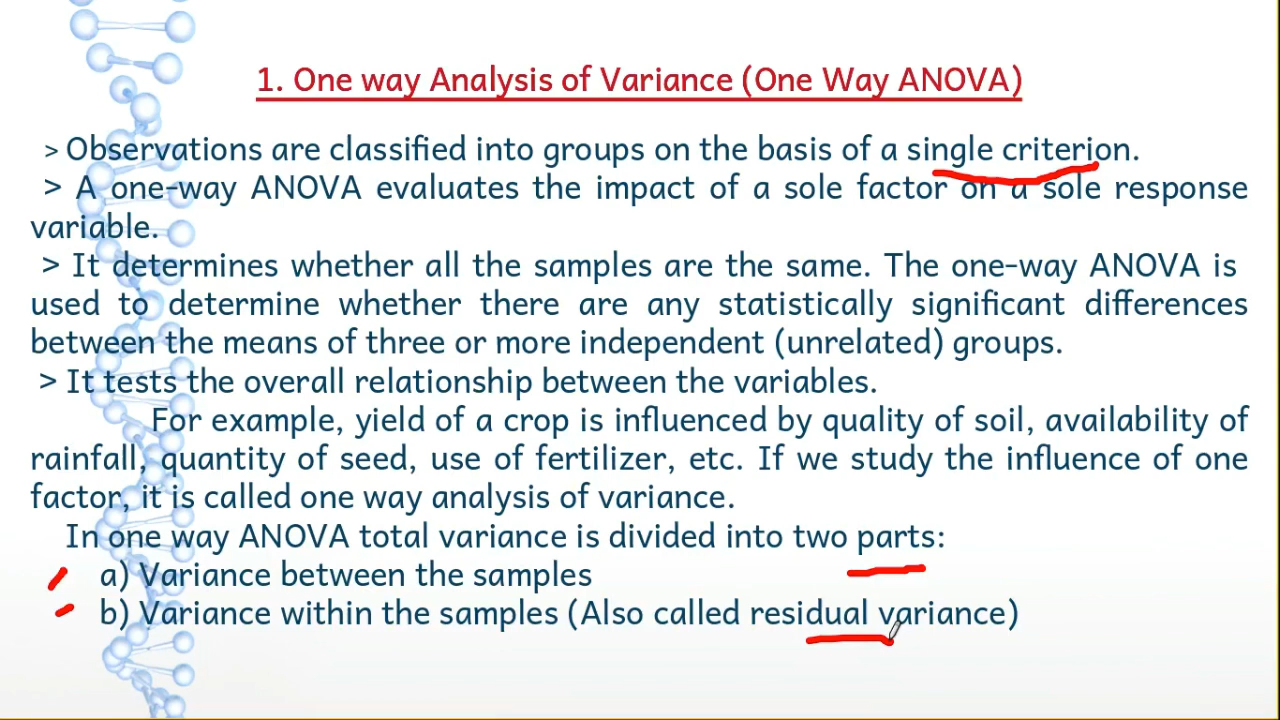 1. One way Analysis of Variance (One Way ANOVA)
> Observations are classified into groups on the basis of a single criterion.
> A one-way ANOVA evaluates the impact of a sole factor on a sole response
variable.
> It determines whether all the samples are the same. The one-way ANOVA is
used to determine whether there are any statistically significant differences
between the means of three or more independent (unrelated) groups.
> It tests the overall relationship between the variables.
For example, yield of a crop is influenced by quality of soil, availability of
rainfall, quantity of seed, use of fertilizer, etc. If we study the influence of one
factor, it is called one way analysis of variance.
In one way ANOVA total variance is divided into two parts:
a) Variance between the samples
b) Variance within the samples (Also called residual variance)